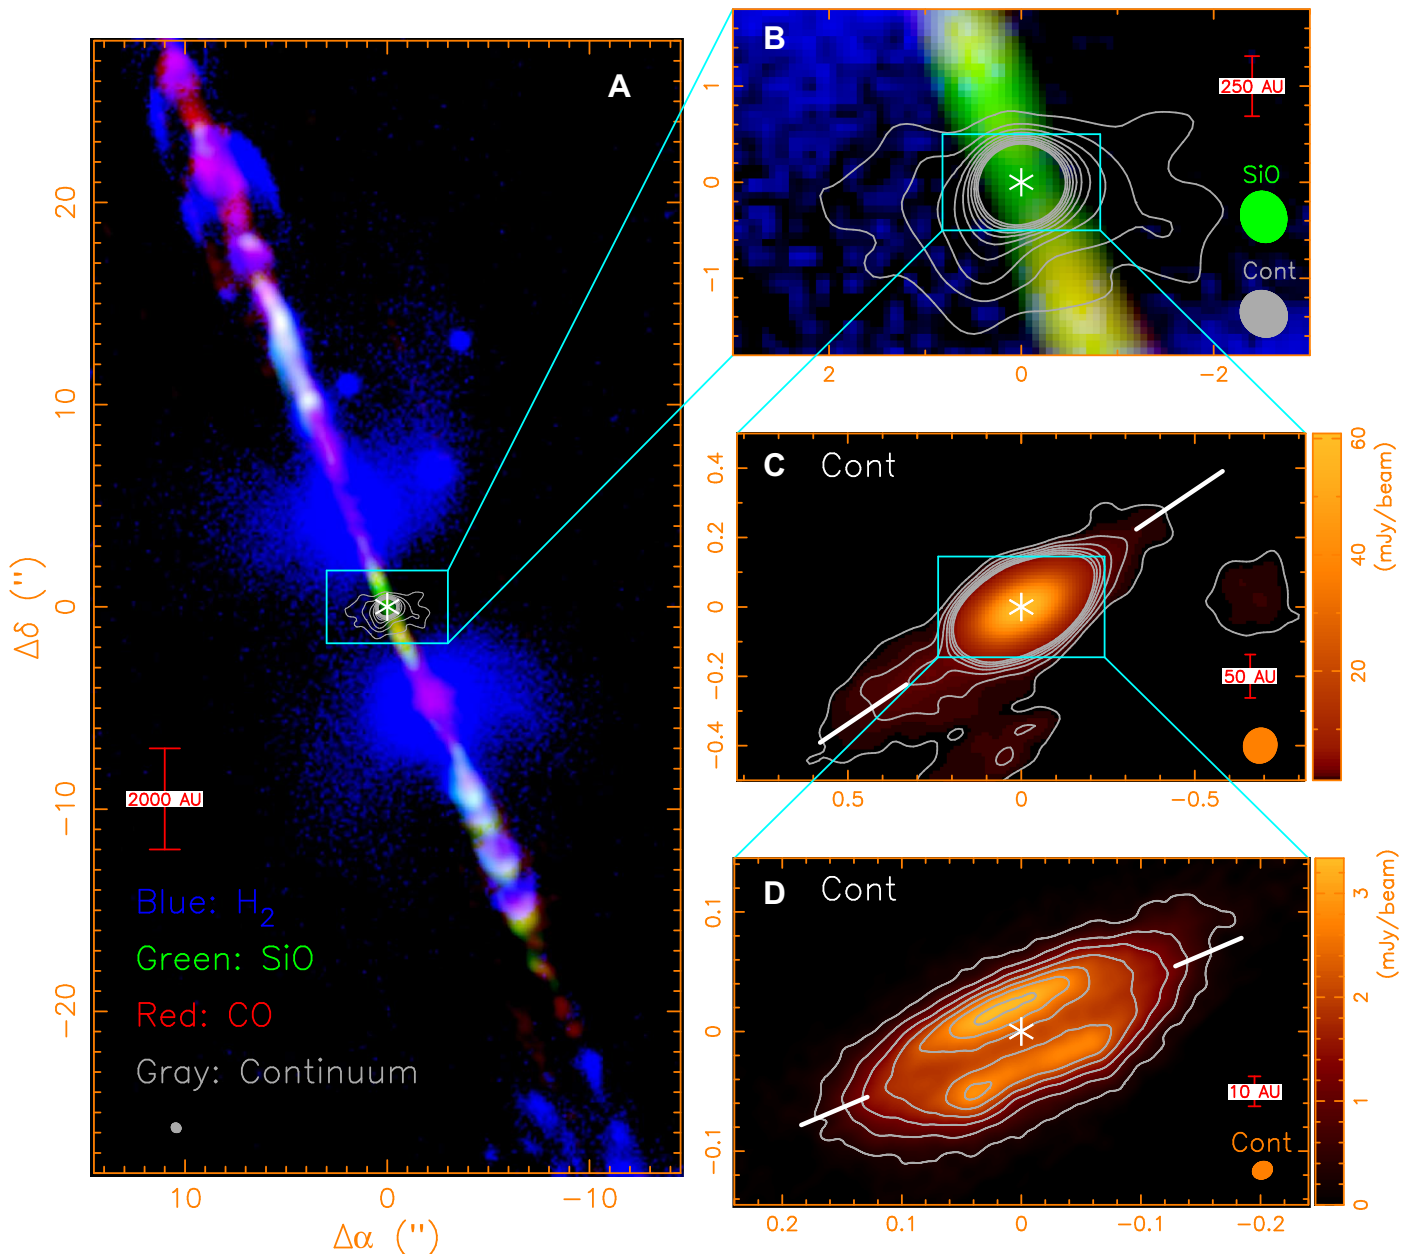 A
20
10
0
−10
−20
Δδ (")
2000 AU
Blue: H2
Green: SiO
Red: CO
Gray: Continuum
10
0
−10
Δα (")
B
1
0
−1
250 AU
SiO
Cont
2
0
−2
C
Cont
0.4
0.2
0
−0.2
−0.4
50 AU
0.5
0
−0.5
60
40
20
(mJy/beam)
D
Cont
0.1
0
−0.1
10 AU
Cont
0.2
0.1
0
−0.1
−0.2
3
2
1
0
(mJy/beam)